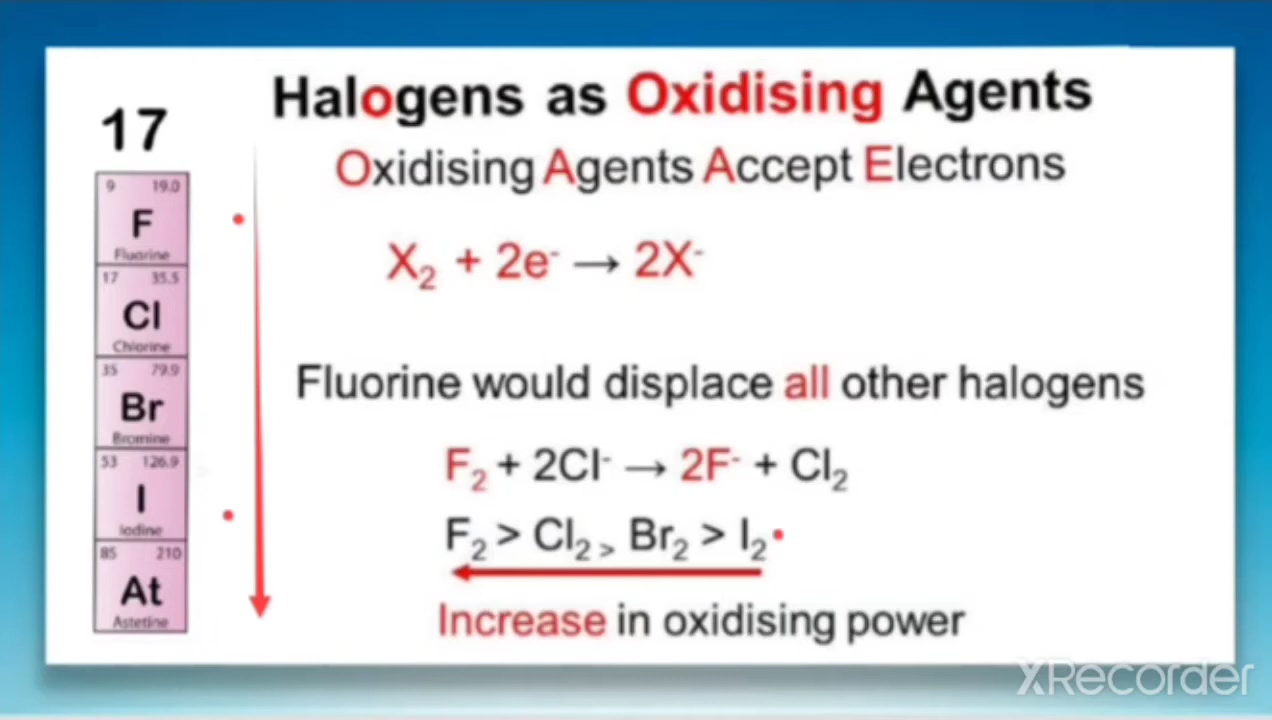 Halogens as Oxidising Agents
17
Oxidising Agents Accept Electrons
X₂ + 2e⁻ → 2X⁻
9 19.0
F
Fluorine
17 35.5
Cl
Chlorine
35 79.9
Br
Bromine
53 126.9
I
Iodine
85 210
At
Astetine
Fluorine would displace all other halogens
F₂ + 2Cl⁻ → 2F⁻ + Cl₂
F₂ > Cl₂ > Br₂ > I₂
Increase in oxidising power
XRecorder